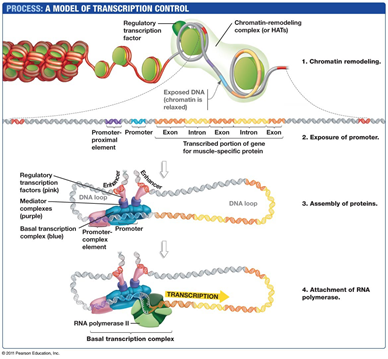 PROCESS: A MODEL OF TRANSCRIPTION CONTROL
Regulatory
transcription
factor
Chromatin-remodeling
complex (or HATs)
Exposed DNA
(chromatin is
relaxed)
1. Chromatin remodeling.
Promoter-
proximal
element
Promoter
Exon
Intron
Exon
Intron
Exon
Transcribed portion of gene
for muscle-specific protein
2. Exposure of promoter.
Regulatory
transcription
factors (pink)
Mediator
complexes
(purple)
Basal transcription
complex (blue)
Enhancer
Enhancer
DNA loop
DNA loop
Promoter-
complex
element
Promoter
3. Assembly of proteins.
TRANSCRIPTION
RNA polymerase II
Basal transcription complex
4. Attachment of RNA
polymerase.
© 2011 Pearson Education, Inc.